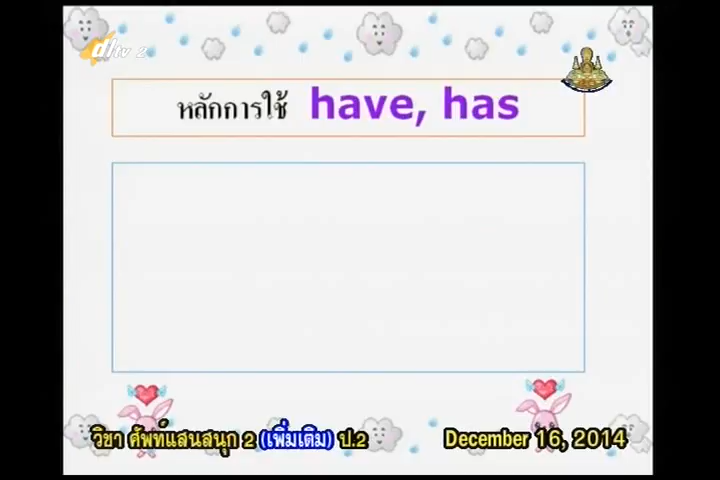 dltv 2
หลักการใช้ have, has
วิชา ศัพท์แสนสนุก 2 (เพิ่มเติม) ป.2
December 16, 2014